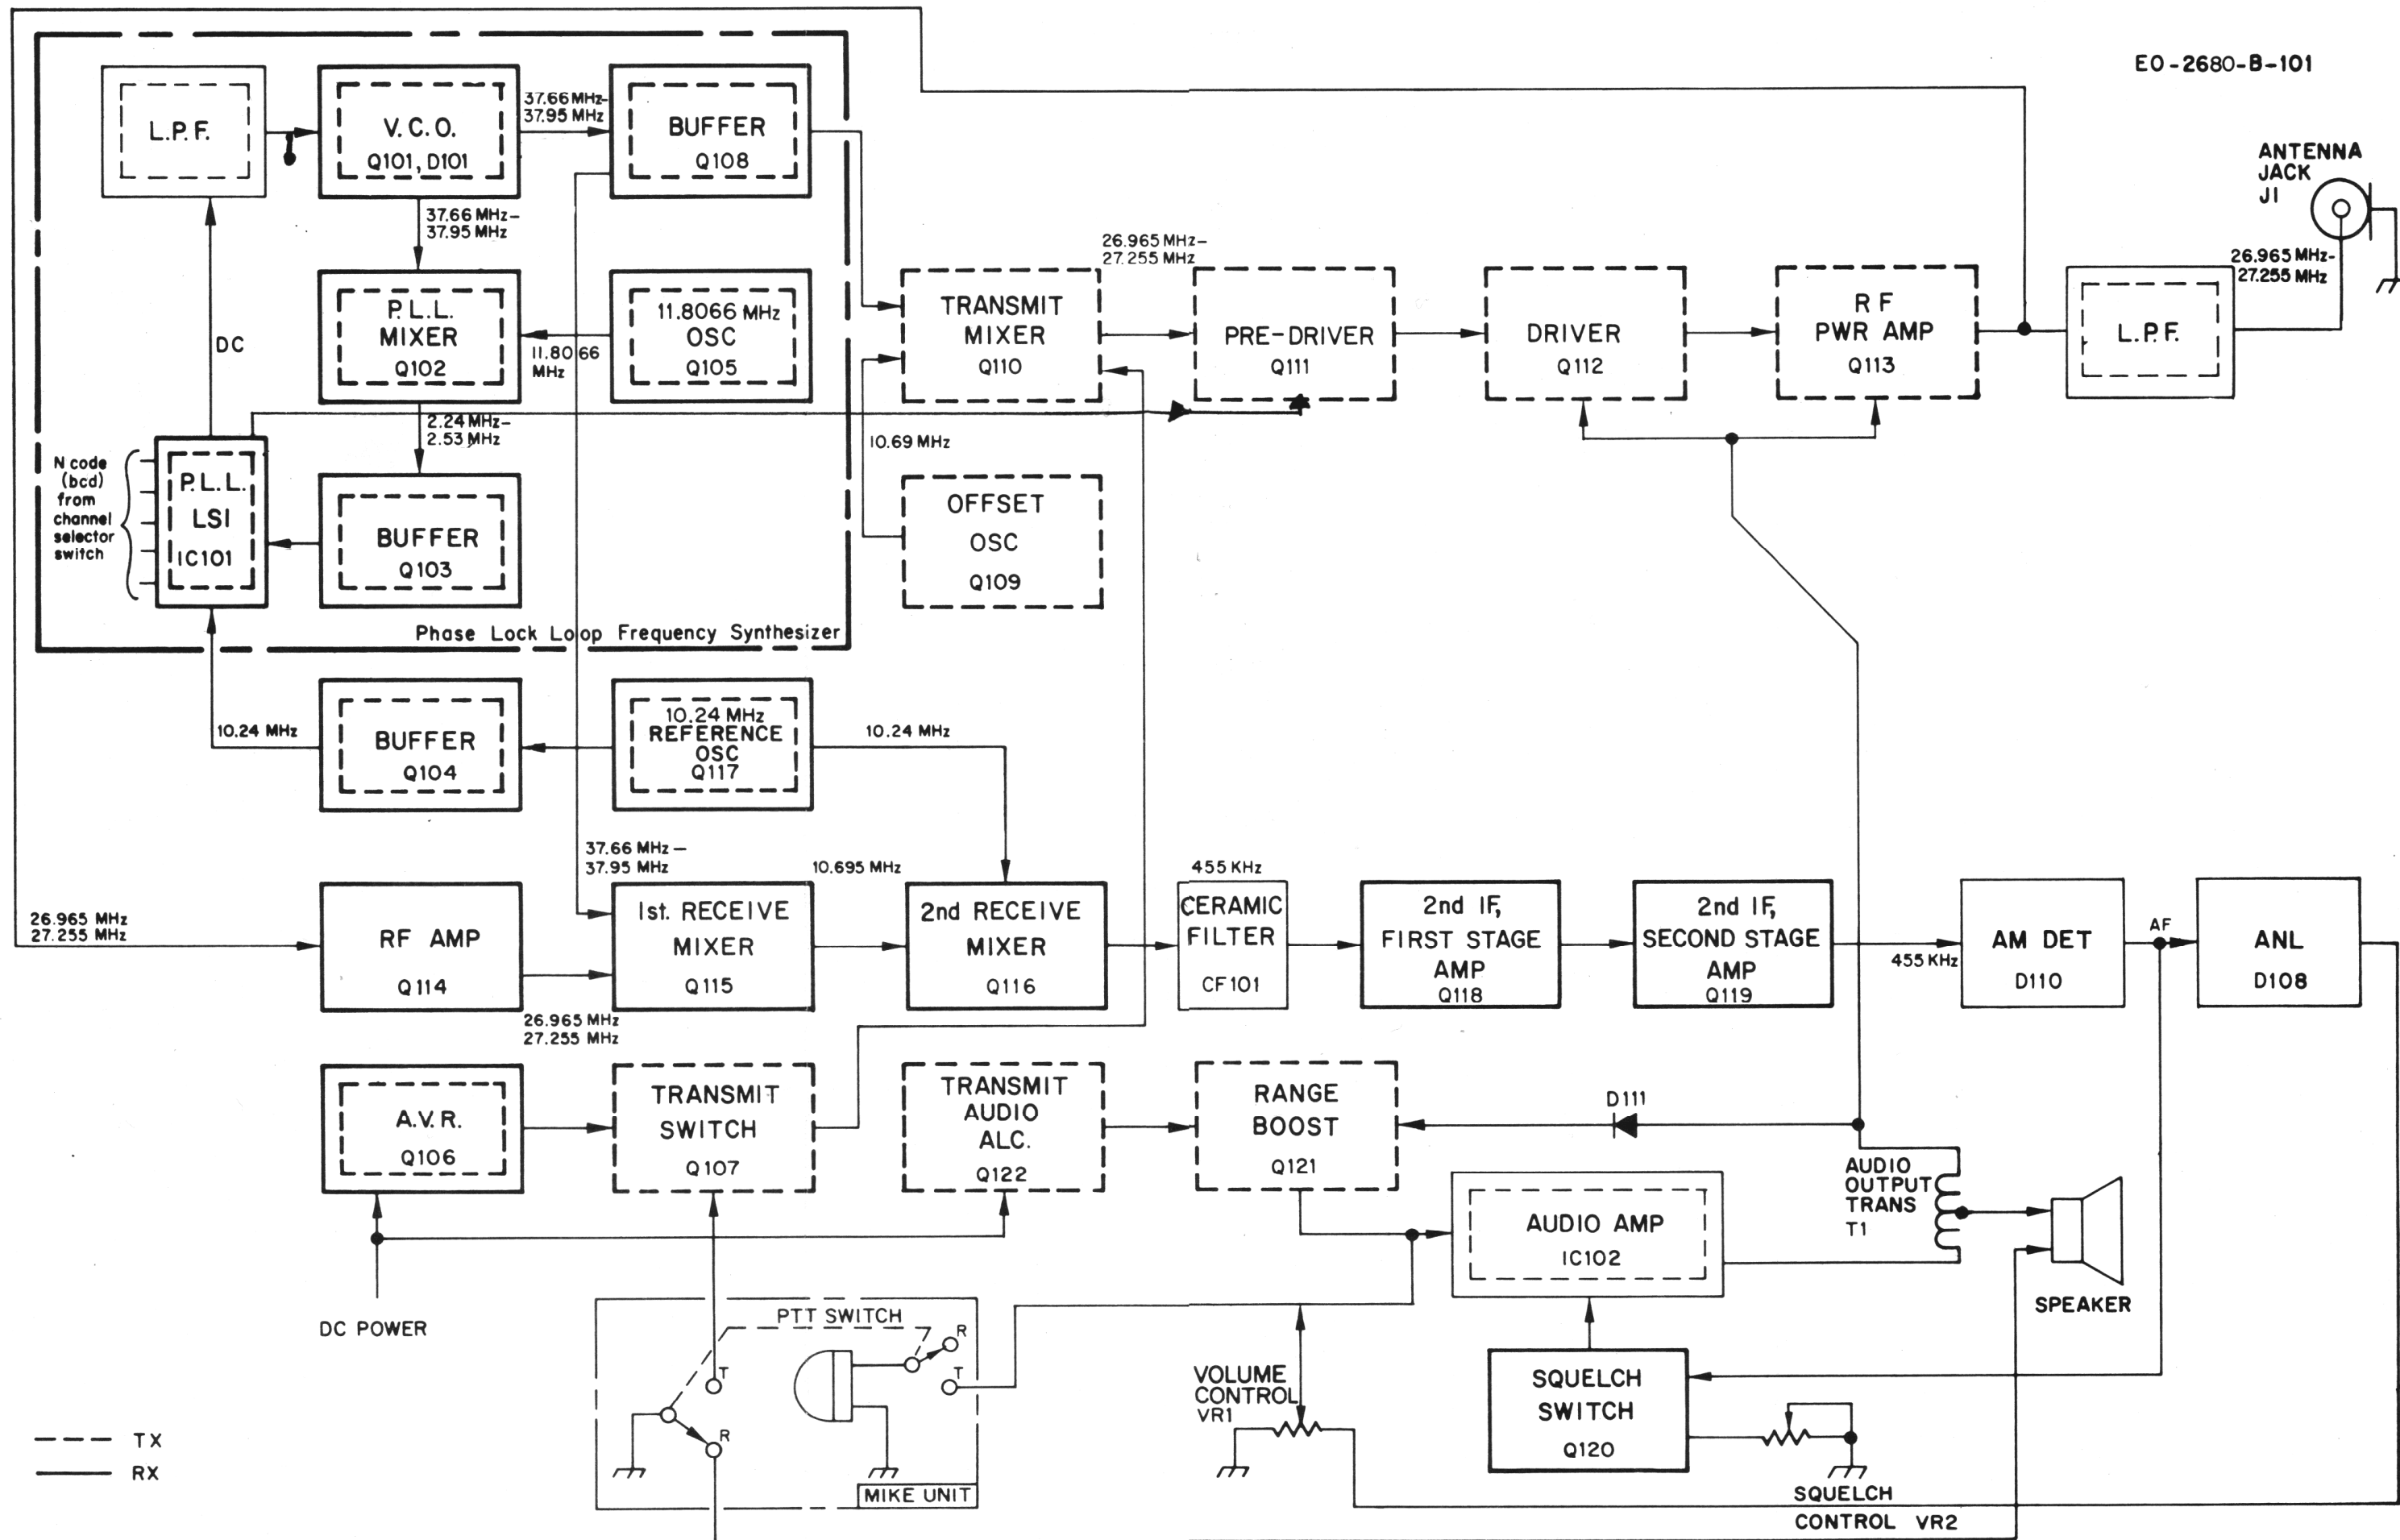 EO-2680-B-101
L.P.F.
V.C.O.
Q101, D101
37.66 MHz-
37.95 MHz
BUFFER
Q108
ANTENNA
JACK
J1
37.66 MHz-
37.95 MHz
26.965 MHz-
27.255 MHz
26.965 MHz-
27.255 MHz
P.L.L.
MIXER
Q102
11.8066 MHz
OSC
Q105
11.8066
MHz
TRANSMIT
MIXER
Q110
PRE-DRIVER
Q111
DRIVER
Q112
RF
PWR AMP
Q113
L.P.F.
DC
2.24 MHz-
2.53 MHz
10.69 MHz
N code
(bcd)
from
channel
selector
switch
P.L.L.
LSI
IC101
BUFFER
Q103
OFFSET
OSC
Q109
Phase Lock Loop Frequency Synthesizer
10.24 MHz
BUFFER
Q104
10.24 MHz
REFERENCE
OSC
Q117
10.24 MHz
37.66 MHz-
37.95 MHz
10.695 MHz
455 KHz
26.965 MHz
27.255 MHz
RF AMP
Q114
1st. RECEIVE
MIXER
Q115
2nd RECEIVE
MIXER
Q116
CERAMIC
FILTER
CF101
2nd IF,
FIRST STAGE
AMP
Q118
2nd IF,
SECOND STAGE
AMP
Q119
455 KHz
AM DET
D110
AF
ANL
D108
26.965 MHz
27.255 MHz
A.V.R.
Q106
TRANSMIT
SWITCH
Q107
TRANSMIT
AUDIO
ALC.
Q122
RANGE
BOOST
Q121
D111
AUDIO
OUTPUT
TRANS
T1
AUDIO AMP
IC102
SPEAKER
DC POWER
PTT SWITCH
R
T
T
R
MIKE UNIT
VOLUME
CONTROL
VR1
SQUELCH
SWITCH
Q120
SQUELCH
CONTROL VR2
TX
RX